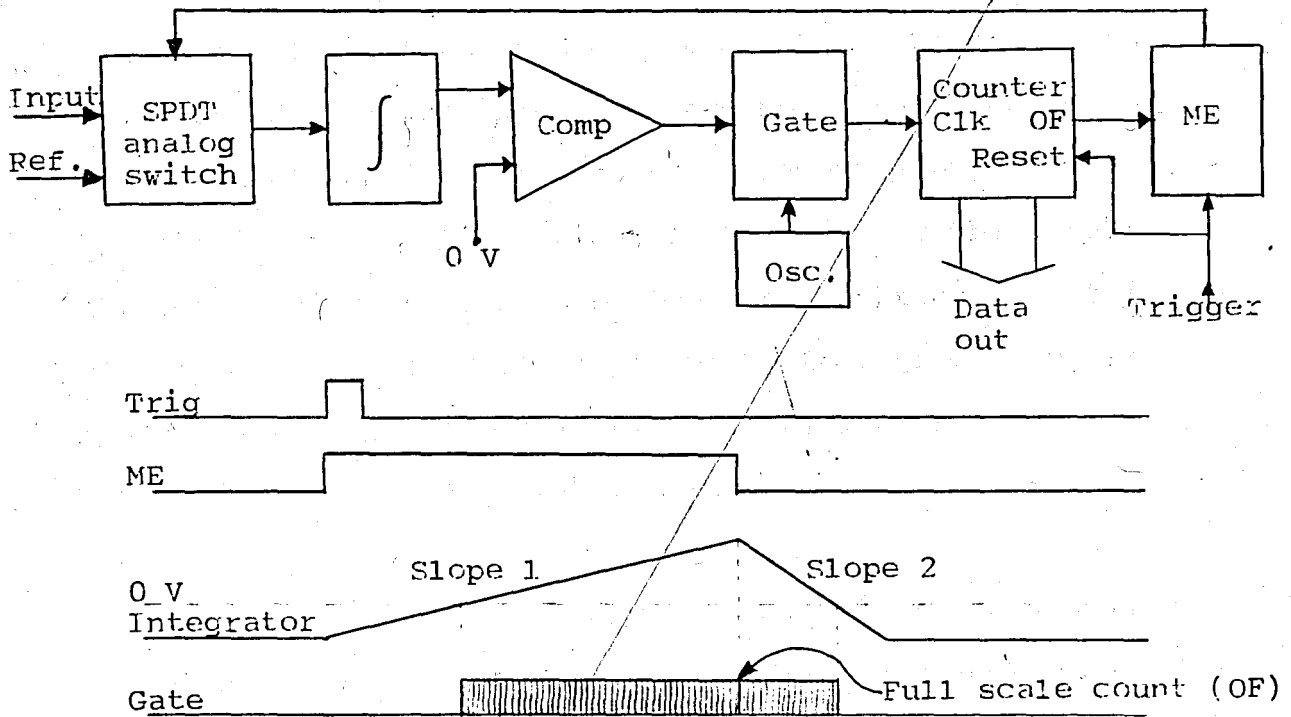 Input
Ref.
SPDT
analog
switch
∫
Comp
0 V
Gate
Osc.
Counter
Clk OF
Reset
ME
Data
out
Trigger
Trig
ME
Slope 1
Slope 2
0 V
Integrator
Gate
Full scale count (OF)